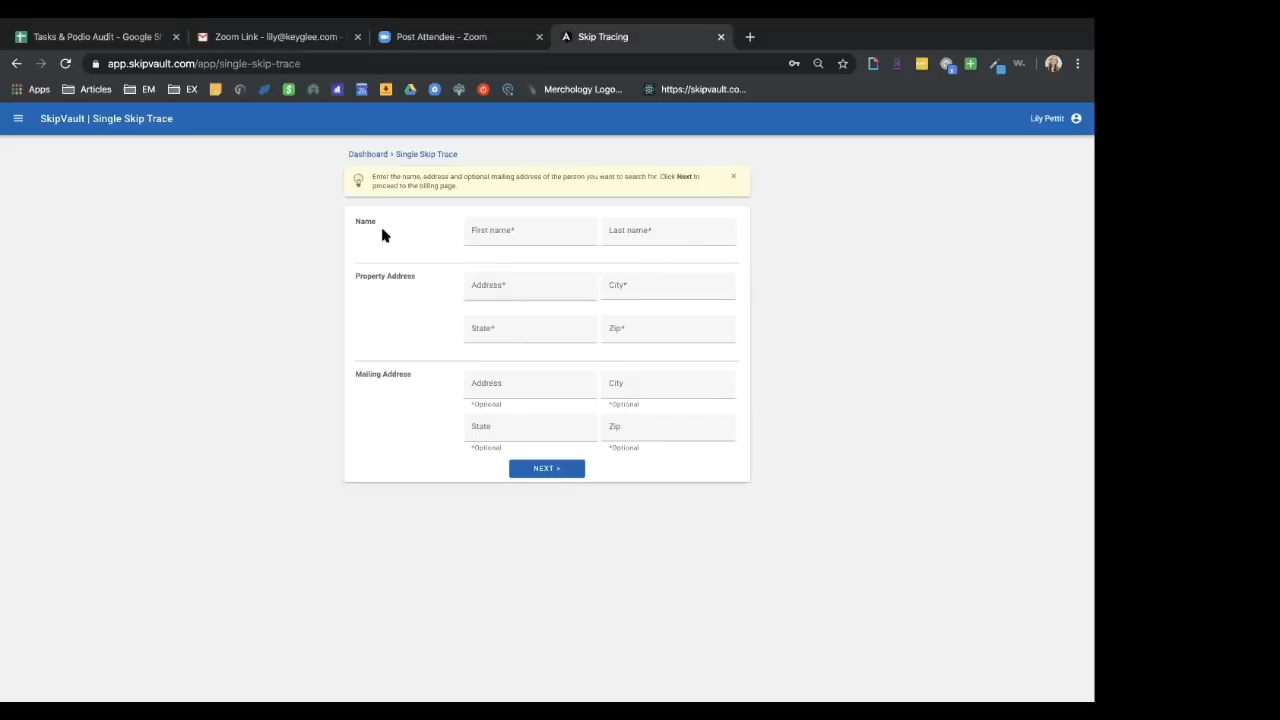 Tasks & Podio Audit - Google S
Zoom Link - lily@keyglee.com -
Post Attendee - Zoom
Skip Tracing
app.skipvault.com/app/single-skip-trace
Apps
Articles
EM
EX
Merchology Logo...
https://skipvault.co...
SkipVault | Single Skip Trace
Lily Pettit
Dashboard > Single Skip Trace
Enter the name, address and optional mailing address of the person you want to search for. Click Next to
proceed to the billing page.
Name
First name*
Last name*
Property Address
Address*
City*
State*
Zip*
Mailing Address
Address
City
*Optional
*Optional
State
Zip
*Optional
*Optional
NEXT >